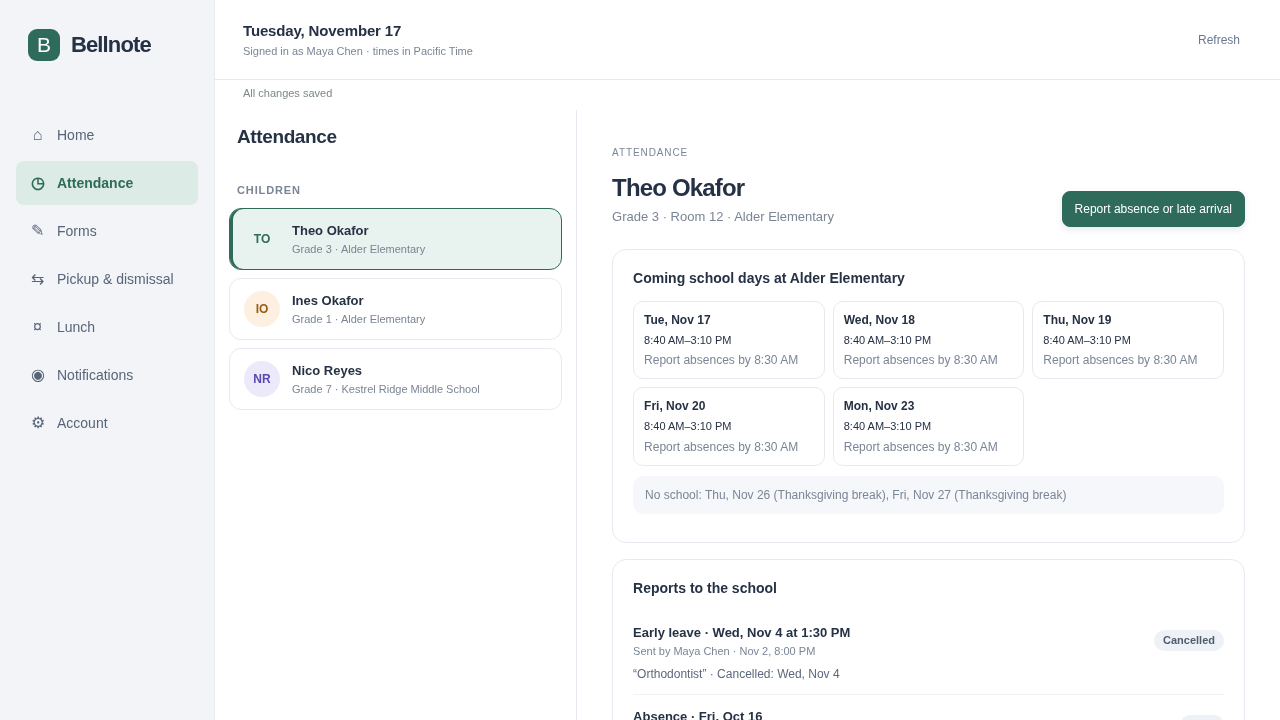 B Bellnote
Home
Attendance
Forms
Pickup & dismissal
Lunch
Notifications
Account
Tuesday, November 17
Signed in as Maya Chen · times in Pacific Time
Refresh
All changes saved
Attendance
CHILDREN
TO
Theo Okafor
Grade 3 · Alder Elementary
IO
Ines Okafor
Grade 1 · Alder Elementary
NR
Nico Reyes
Grade 7 · Kestrel Ridge Middle School
ATTENDANCE
Theo Okafor
Grade 3 · Room 12 · Alder Elementary
Report absence or late arrival
Coming school days at Alder Elementary
Tue, Nov 17
8:40 AM–3:10 PM
Report absences by 8:30 AM
Wed, Nov 18
8:40 AM–3:10 PM
Report absences by 8:30 AM
Thu, Nov 19
8:40 AM–3:10 PM
Report absences by 8:30 AM
Fri, Nov 20
8:40 AM–3:10 PM
Report absences by 8:30 AM
Mon, Nov 23
8:40 AM–3:10 PM
Report absences by 8:30 AM
No school: Thu, Nov 26 (Thanksgiving break), Fri, Nov 27 (Thanksgiving break)
Reports to the school
Early leave · Wed, Nov 4 at 1:30 PM
Sent by Maya Chen · Nov 2, 8:00 PM
“Orthodontist” · Cancelled: Wed, Nov 4
Cancelled
Absence · Fri, Oct 16